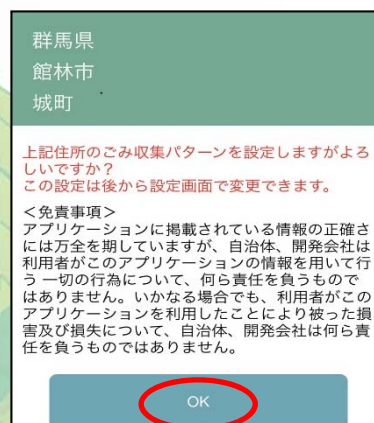 群馬県
館林市
城町
上記住所のごみ収集パターンを設定しますがよろ
しいですか？
この設定は後から設定画面で変更できます。
＜免責事項＞
アプリケーションに掲載されている情報の正確さ
には万全を期していますが、自治体、開発会社は
利用者がこのアプリケーションの情報を用いて行
う 一切の行為について、何ら責任を負うもので
はありません。いかなる場合でも、利用者がこの
アプリケーションを利用したことにより被った損
害及び損失について、自治体、開発会社は何ら責
任を負うものではありません。
OK